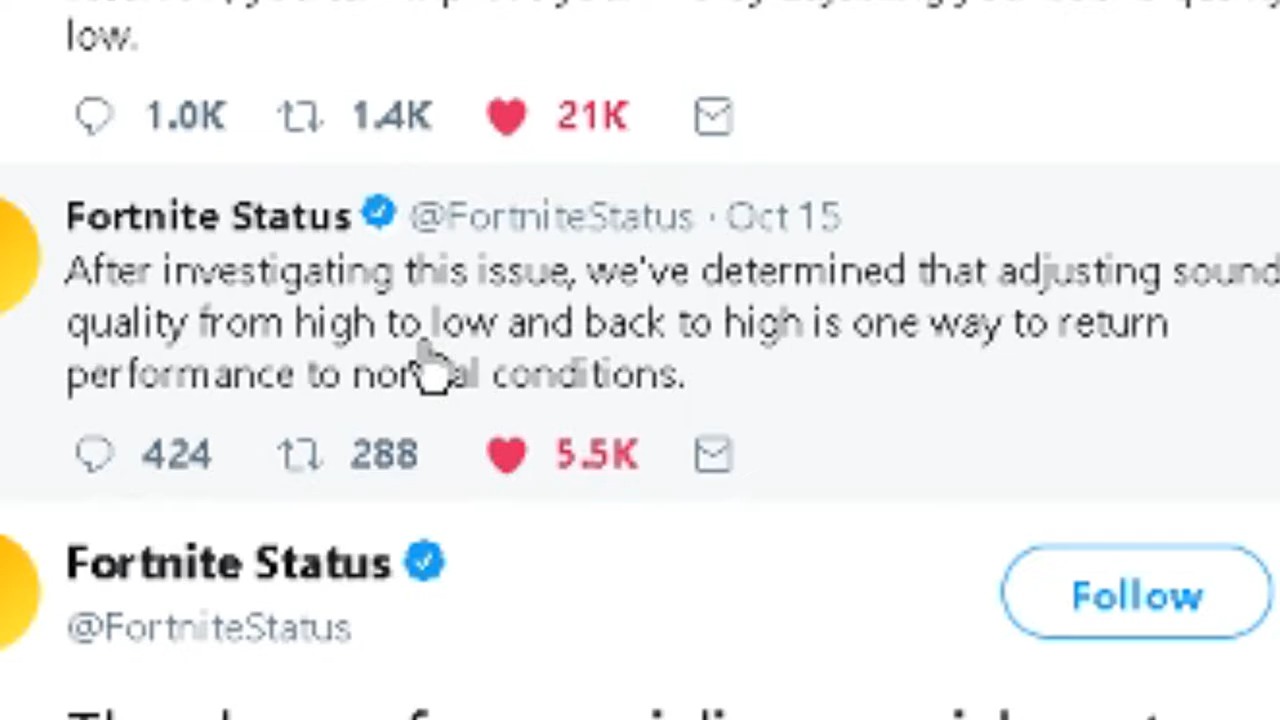 low.
1.0K 1.4K 21K
Fortnite Status @FortniteStatus · Oct 15
After investigating this issue, we've determined that adjusting sound
quality from high to low and back to high is one way to return
performance to normal conditions.
424 288 5.5K
Fortnite Status
@FortniteStatus
Follow